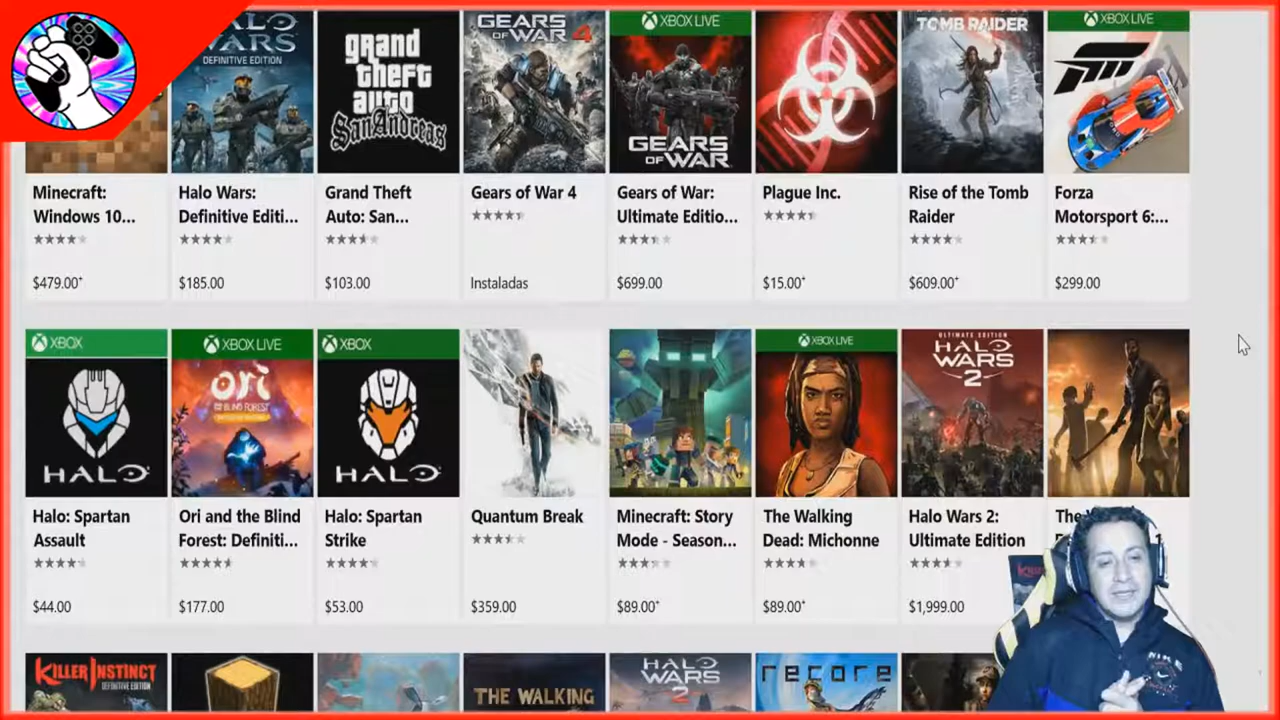 HALO
WARS
DEFINITIVE EDITION
grand
theft
auto
SanAndreas
GEARS
OF WAR 4
XBOX LIVE
GEARS
OF WAR
TOMB RAIDER
XBOX LIVE
Minecraft:
Windows 10...
★★★★★
$479.00+
Halo Wars:
Definitive Editi...
★★★★★
$185.00
Grand Theft
Auto: San...
★★★★★
$103.00
Gears of War 4
★★★★★
Instaladas
Gears of War:
Ultimate Editio...
★★★★★
$699.00
Plague Inc.
★★★★★
$15.00+
Rise of the Tomb
Raider
★★★★★
$609.00+
Forza
Motorsport 6:...
★★★★★
$299.00
XBOX
HALO
XBOX LIVE
ori
AND THE BLIND FOREST
XBOX
HALO
XBOX LIVE
ULTIMATE EDITION
HALO
WARS
2
Halo: Spartan
Assault
★★★★★
$44.00
Ori and the Blind
Forest: Definiti...
★★★★★
$177.00
Halo: Spartan
Strike
★★★★★
$53.00
Quantum Break
★★★★★
$359.00
Minecraft: Story
Mode - Season...
★★★★★
$89.00+
The Walking
Dead: Michonne
★★★★★
$89.00+
Halo Wars 2:
Ultimate Edition
★★★★★
$1,999.00
KILLER INSTINCT
DEFINITIVE EDITION
THE WALKING
HALO
WARS
2
recore
NIKE